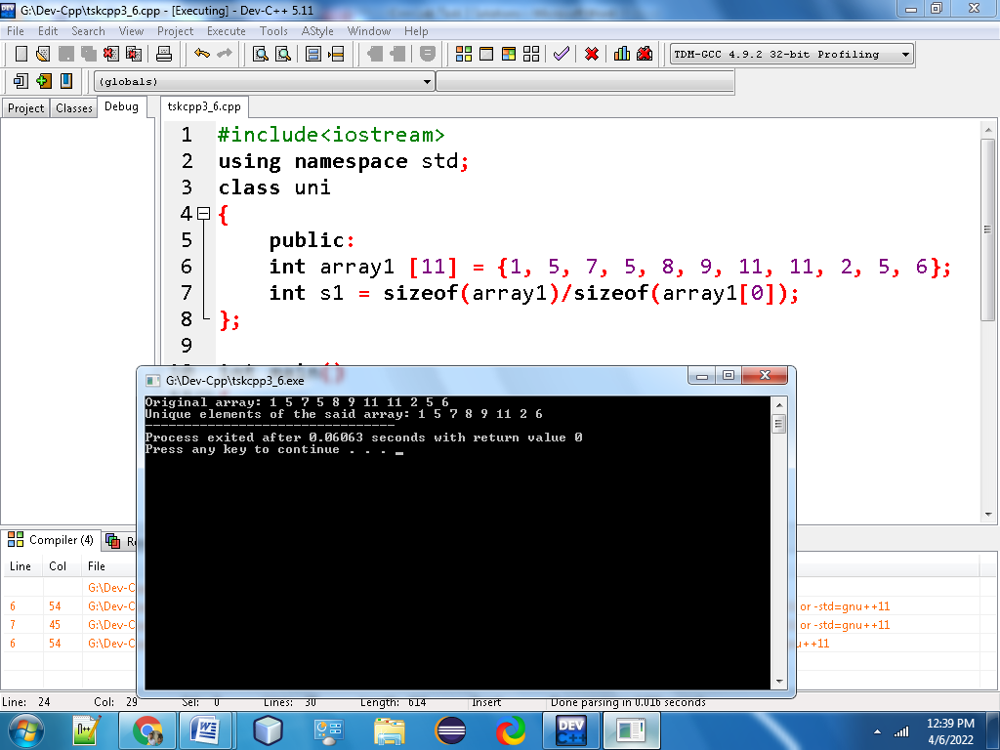 G:\Dev-Cpp\tskcpp3_6.cpp - [Executing] - Dev-C++ 5.11
File Edit Search View Project Execute Tools AStyle Window Help
TDM-GCC 4.9.2 32-bit Profiling
(globals)
Project Classes Debug
tskcpp3_6.cpp
1 #include<iostream>
2 using namespace std;
3 class uni
4 {
5 public:
6 int array1 [11] = {1, 5, 7, 5, 8, 9, 11, 11, 2, 5, 6};
7 int s1 = sizeof(array1)/sizeof(array1[0]);
8 };
9
G:\Dev-Cpp\tskcpp3_6.exe
Original array: 1 5 7 5 8 9 11 11 2 5 6
Unique elements of the said array: 1 5 7 8 9 11 2 6
--------------------------------
Process exited after 0.06063 seconds with return value 0
Press any key to continue . . . _
Compiler (4)
Line Col File
G:\Dev-C
6 54 G:\Dev-C or -std=gnu++11
7 45 G:\Dev-C or -std=gnu++11
6 54 G:\Dev-C u++11
Line: 24 Col: 29 Sel: 0 Lines: 30 Length: 614 Insert Done parsing in 0.016 seconds
DEV C++
12:39 PM
4/6/2022